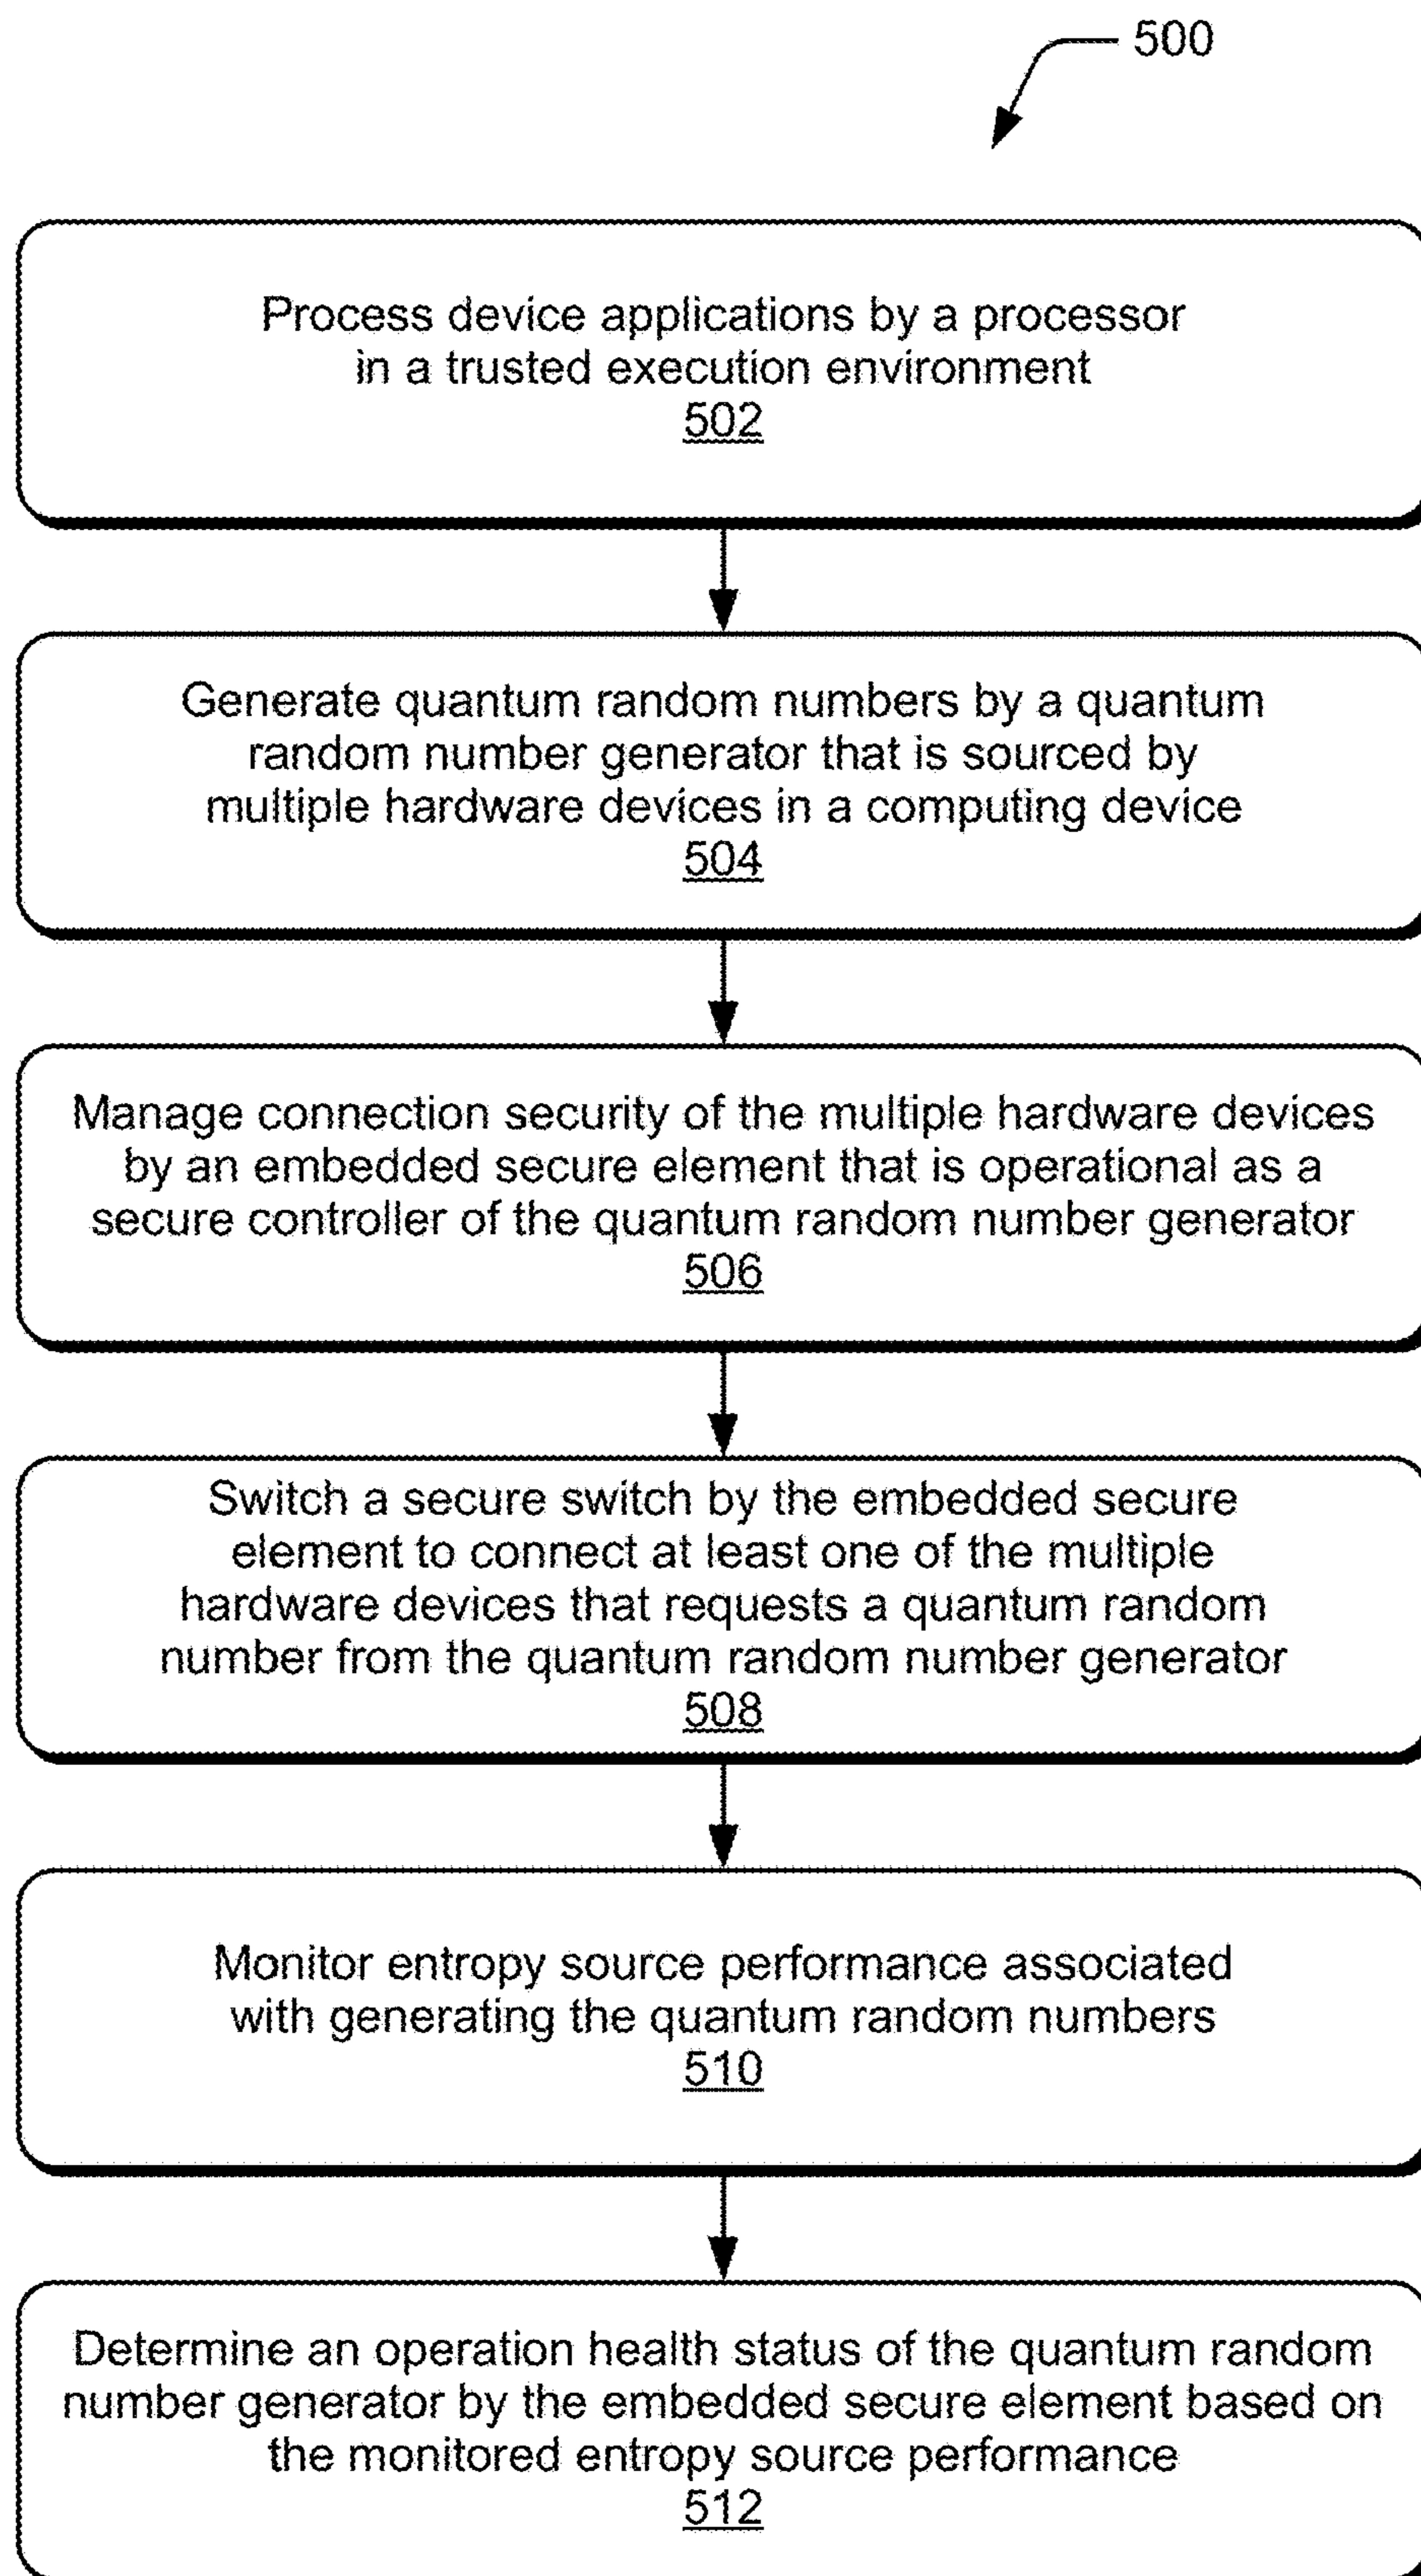 500
Process device applications by a processor
in a trusted execution environment
502
Generate quantum random numbers by a quantum
random number generator that is sourced by
multiple hardware devices in a computing device
504
Manage connection security of the multiple hardware devices
by an embedded secure element that is operational as a
secure controller of the quantum random number generator
506
Switch a secure switch by the embedded secure
element to connect at least one of the multiple
hardware devices that requests a quantum random
number from the quantum random number generator
508
Monitor entropy source performance associated
with generating the quantum random numbers
510
Determine an operation health status of the quantum random
number generator by the embedded secure element based on
the monitored entropy source performance
512